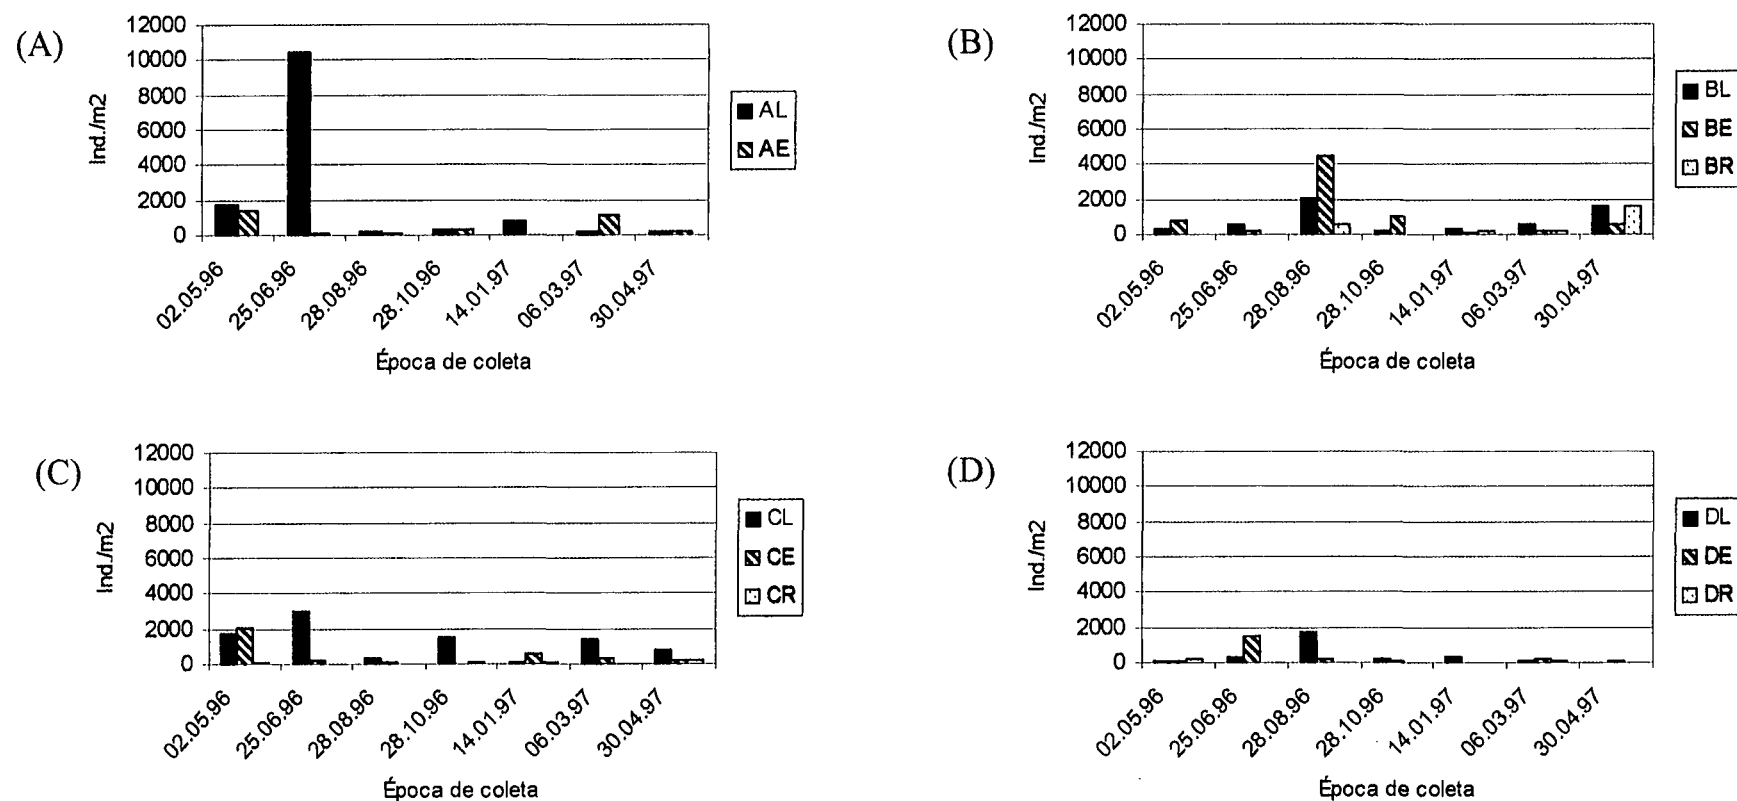 (A)
12000
10000
8000
6000
4000
2000
0
Ind./m2
02.05.96
25.06.96
28.08.96
28.10.96
14.01.97
06.03.97
30.04.97
Época de coleta
AL
AE
(B)
12000
10000
8000
6000
4000
2000
0
Ind./m2
02.05.96
25.06.96
28.08.96
28.10.96
14.01.97
06.03.97
30.04.97
Época de coleta
BL
BE
BR
(C)
12000
10000
8000
6000
4000
2000
0
Ind./m2
02.05.96
25.06.96
28.08.96
28.10.96
14.01.97
06.03.97
30.04.97
Época de coleta
CL
CE
CR
(D)
12000
10000
8000
6000
4000
2000
0
Ind./m2
02.05.96
25.06.96
28.08.96
28.10.96
14.01.97
06.03.97
30.04.97
Época de coleta
DL
DE
DR